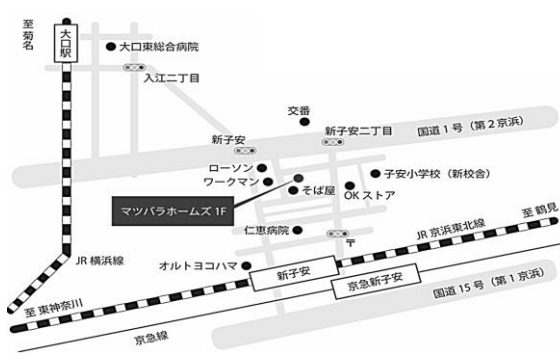 至菊名
大口駅
大口東総合病院
入江二丁目
交番
新子安
新子安二丁目
国道1号（第2京浜）
ローソン
ワークマン
そば屋
OKストア
子安小学校（新校舎）
マツバラホームズ 1F
仁恵病院
〒
至鶴見
JR京浜東北線
JR横浜線
オルトヨコハマ
新子安
京急新子安
至東神奈川
京急線
国道15号（第1京浜）